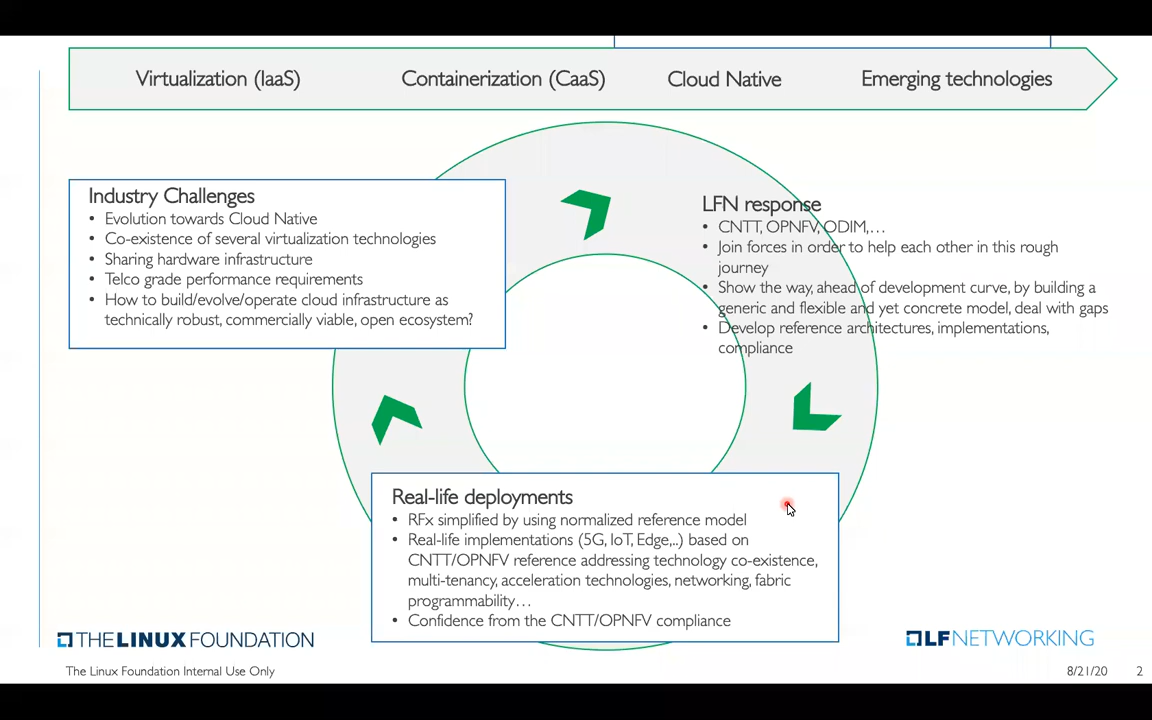 Virtualization (IaaS) Containerization (CaaS) Cloud Native Emerging technologies
Industry Challenges
• Evolution towards Cloud Native
• Co-existence of several virtualization technologies
• Sharing hardware infrastructure
• Telco grade performance requirements
• How to build/evolve/operate cloud infrastructure as
technically robust, commercially viable, open ecosystem?
LFN response
• CNTT, OPNFV, ODIM,…
• Join forces in order to help each other in this rough
journey
• Show the way, ahead of development curve, by building a
generic and flexible and yet concrete model, deal with gaps
• Develop reference architectures, implementations,
compliance
Real-life deployments
• RFx simplified by using normalized reference model
• Real-life implementations (5G, IoT, Edge,..) based on
CNTT/OPNFV reference addressing technology co-existence,
multi-tenancy, acceleration technologies, networking, fabric
programmability…
• Confidence from the CNTT/OPNFV compliance
THE LINUX FOUNDATION
LFNETWORKING
The Linux Foundation Internal Use Only
8/21/20 2